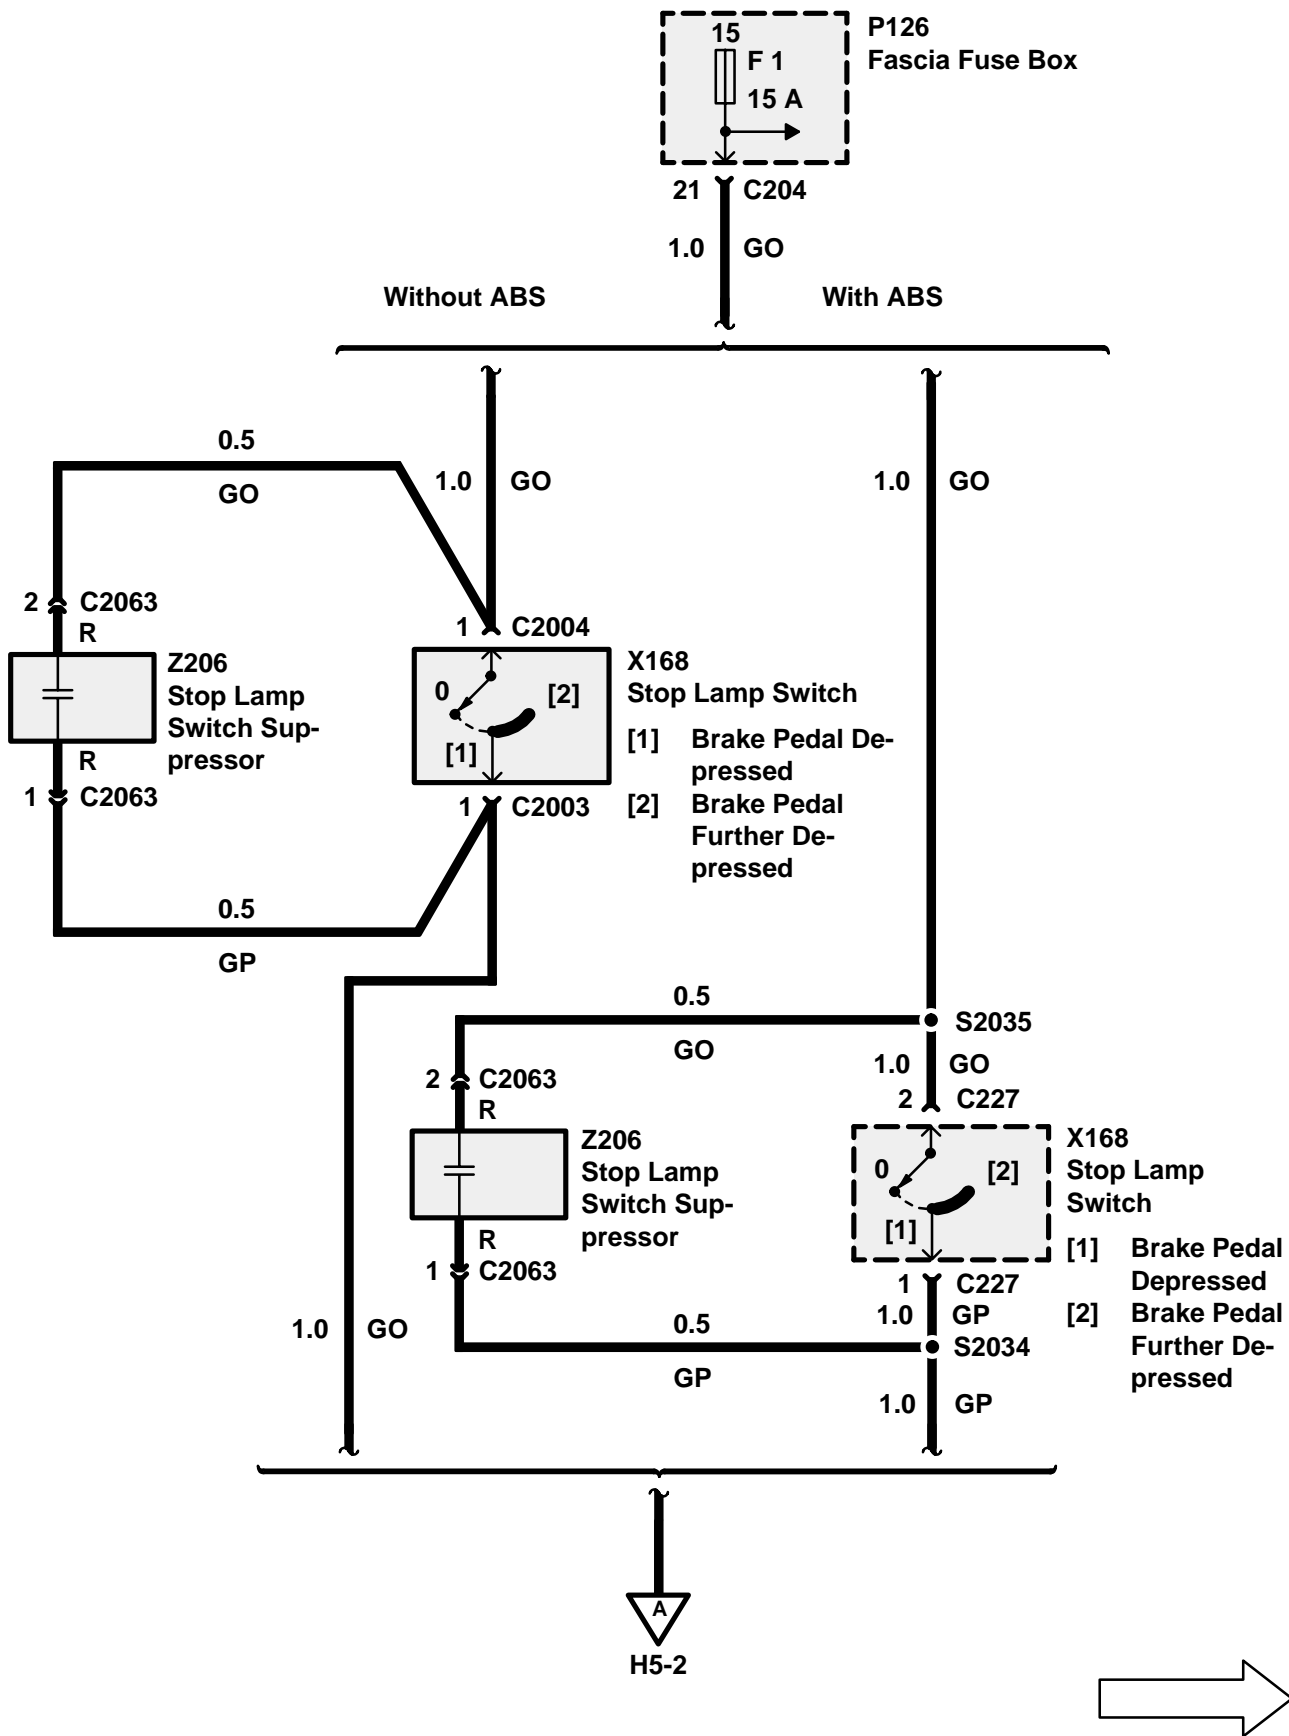 15
F 1
15 A
P126
Fascia Fuse Box
21 C204
1.0 GO
Without ABS
With ABS
0.5
GO
1.0 GO
1.0 GO
2 C2063
R
Z206
Stop Lamp
Switch Sup-
pressor
R
1 C2063
1 C2004
0
[2]
[1]
X168
Stop Lamp Switch
[1] Brake Pedal De-
pressed
[2] Brake Pedal
Further De-
pressed
1 C2003
0.5
GP
0.5
GO
S2035
1.0 GO
2 C2063
R
Z206
Stop Lamp
Switch Sup-
pressor
R
1 C2063
2 C227
0
[2]
[1]
X168
Stop Lamp
Switch
[1] Brake Pedal
Depressed
[2] Brake Pedal
Further De-
pressed
1 C227
1.0 GP
1.0 GO
0.5
GP
S2034
1.0 GP
A
H5-2